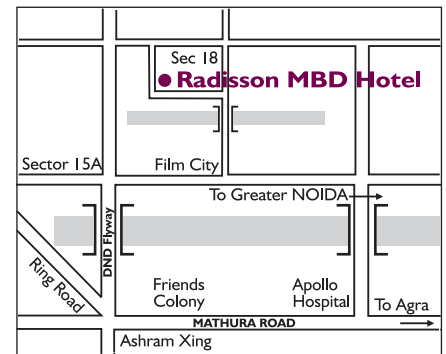 Sec 18
Radisson MBD Hotel
Sector 15A
Film City
To Greater NOIDA
DND Flyway
Ring Road
Friends
Colony
Apollo
Hospital
To Agra
MATHURA ROAD
Ashram Xing